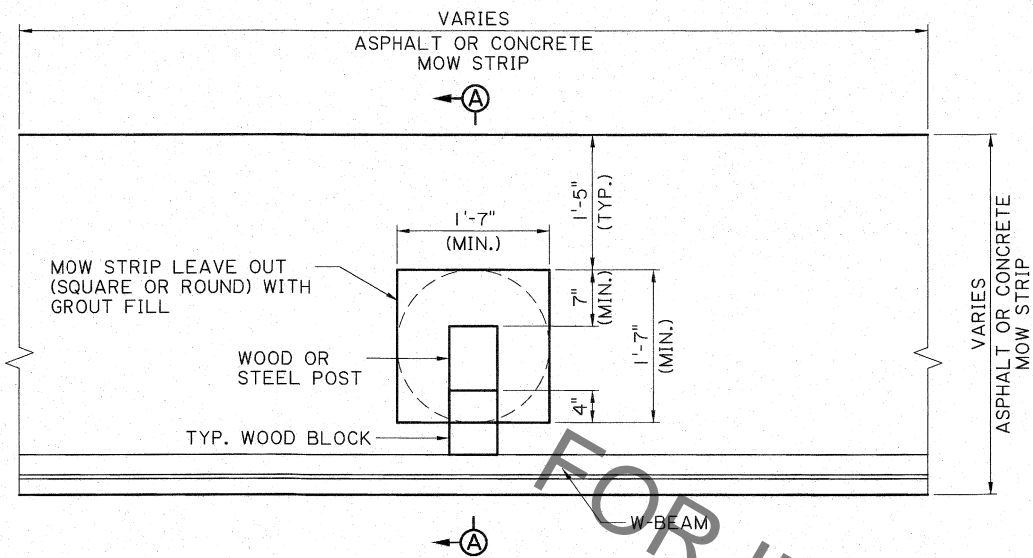 VARIES
ASPHALT OR CONCRETE
MOW STRIP
A
1'-5"
(TYP.)
1'-7"
(MIN.)
MOW STRIP LEAVE OUT
(SQUARE OR ROUND) WITH
GROUT FILL
7"
(MIN.)
1'-7"
(MIN.)
VARIES
ASPHALT OR CONCRETE
MOW STRIP
WOOD OR
STEEL POST
4"
TYP. WOOD BLOCK
FOR
W-BEAM
A